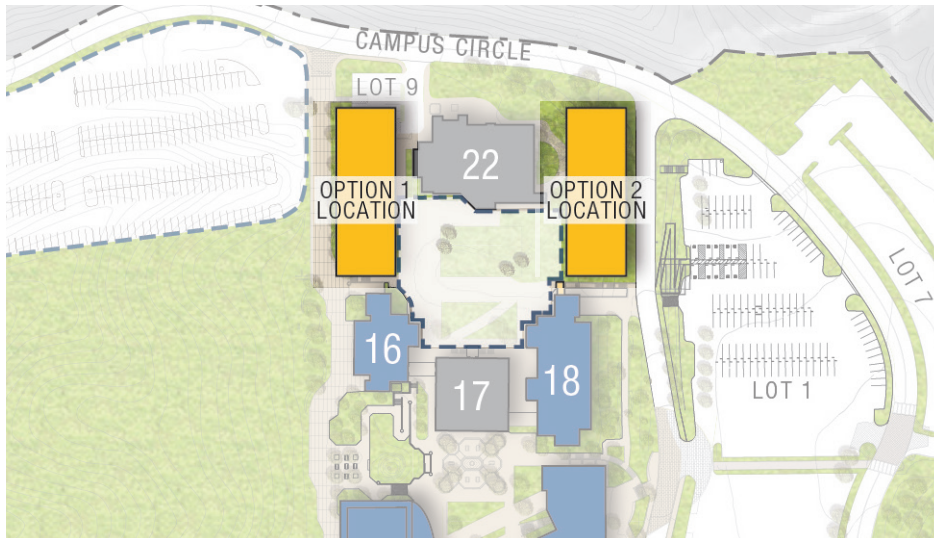 CAMPUS CIRCLE
LOT 9
22
OPTION 1
LOCATION
OPTION 2
LOCATION
LOT 7
16
17
18
LOT 1